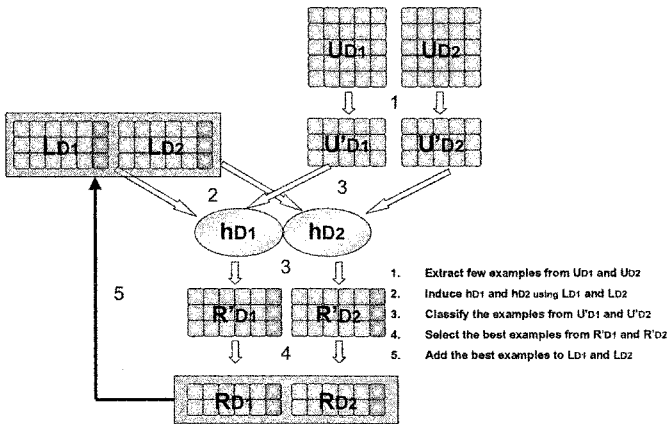 UD1 UD2
1
LD1 LD2 U'D1 U'D2
2 3
hD1 hD2
3
5
R'D1 R'D2
4
RD1 RD2
1. Extract few examples from UD1 and UD2
2. Induce hD1 and hD2 using LD1 and LD2
3. Classify the examples from U'D1 and U'D2
4. Select the best examples from R'D1 and R'D2
5. Add the best examples to LD1 and LD2